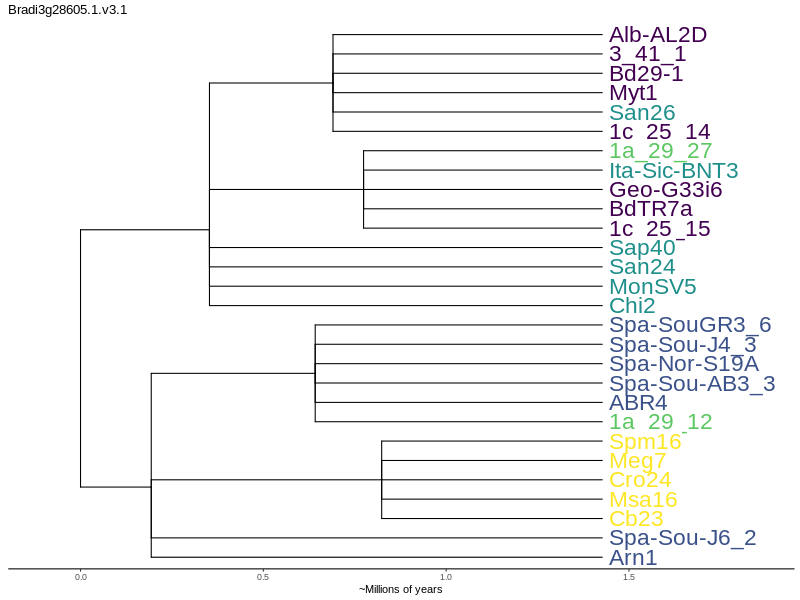 Bradi3g28605.1.v3.1
Alb-AL2D
3_41_1
Bd29-1
Myt1
San26
1c_25_14
1a_29_27
Ita-Sic-BNT3
Geo-G33i6
BdTR7a
1c_25_15
Sap40
San24
MonSV5
Chi2
Spa-SouGR3_6
Spa-Sou-J4_3
Spa-Nor-S19A
Spa-Sou-AB3_3
ABR4
1a_29_12
Spm16
Meg7
Cro24
Msa16
Cb23
Spa-Sou-J6_2
Arn1
0.0 0.5 1.0 1.5
~Millions of years